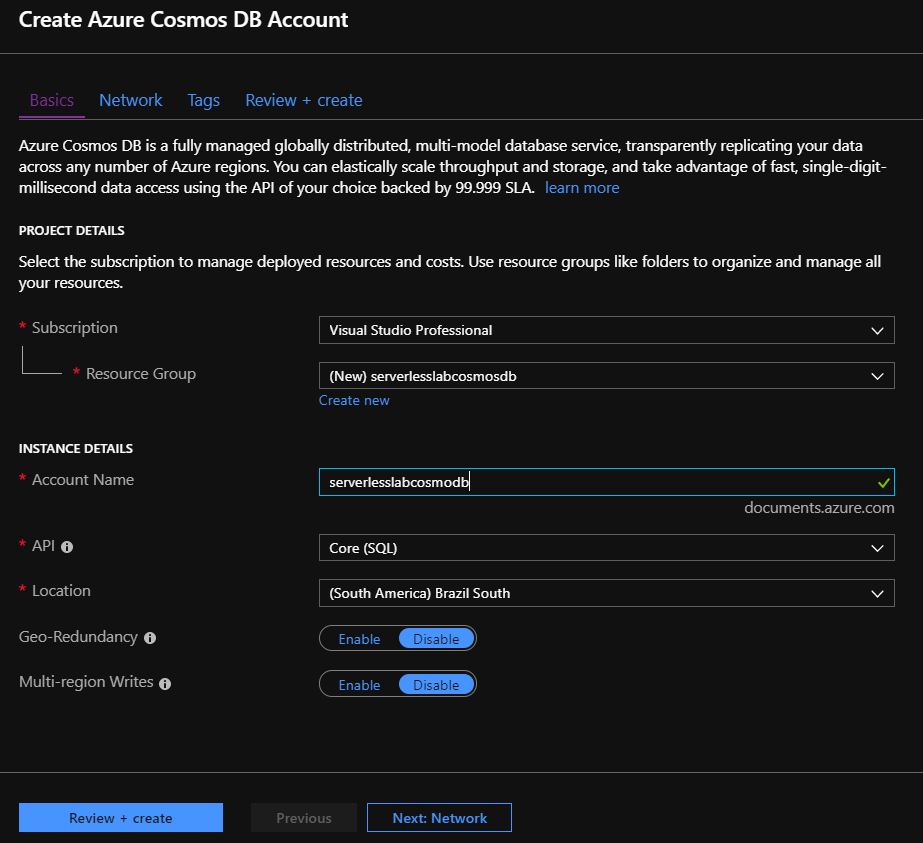 Create Azure Cosmos DB Account
Basics Network Tags Review + create
Azure Cosmos DB is a fully managed globally distributed, multi-model database service, transparently replicating your data
across any number of Azure regions. You can elastically scale throughput and storage, and take advantage of fast, single-digit-
millisecond data access using the API of your choice backed by 99.999 SLA. learn more
PROJECT DETAILS
Select the subscription to manage deployed resources and costs. Use resource groups like folders to organize and manage all
your resources.
* Subscription Visual Studio Professional
* Resource Group (New) serverlesslabcosmosdb
Create new
INSTANCE DETAILS
* Account Name serverlesslabcosmodb
documents.azure.com
* API Core (SQL)
* Location (South America) Brazil South
Geo-Redundancy Enable Disable
Multi-region Writes Enable Disable
Review + create Previous Next: Network